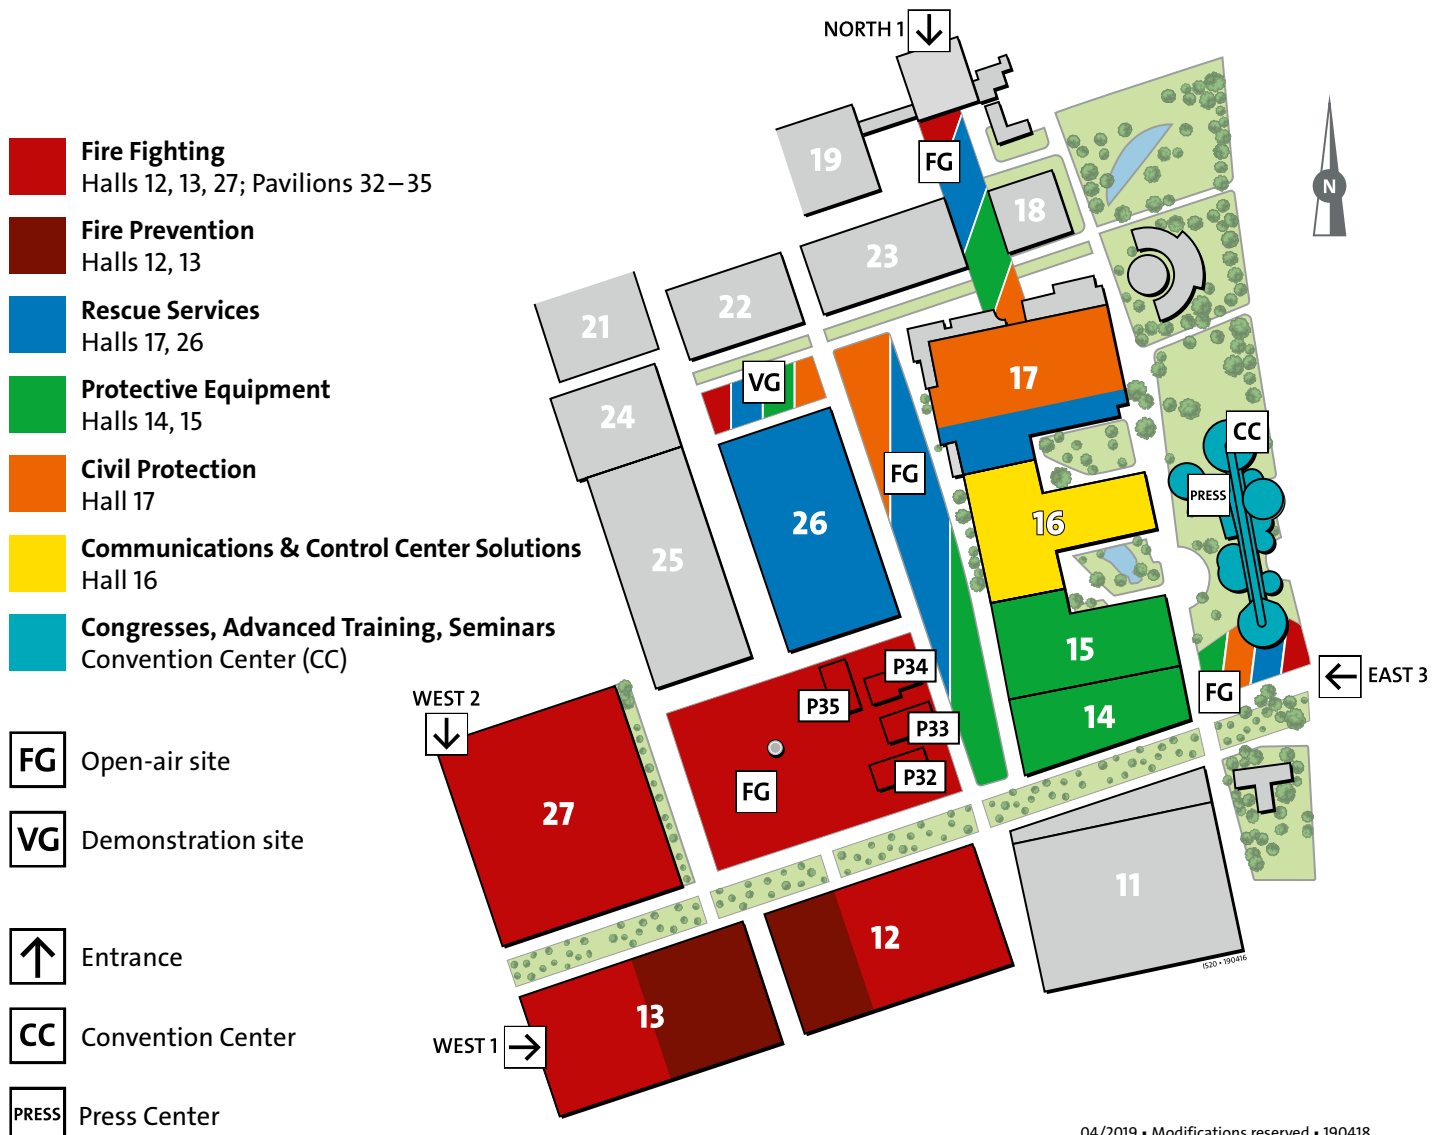 NORTH 1
Fire Fighting
Halls 12, 13, 27; Pavilions 32–35
Fire Prevention
Halls 12, 13
Rescue Services
Halls 17, 26
Protective Equipment
Halls 14, 15
Civil Protection
Hall 17
Communications & Control Center Solutions
Hall 16
Congresses, Advanced Training, Seminars
Convention Center (CC)
FG Open-air site
VG Demonstration site
Entrance
CC Convention Center
PRESS Press Center
19
FG
18
N
23
22
21
17
VG
24
CC
FG
PRESS
16
26
25
15
P34
EAST 3
FG
WEST 2
P35
14
P33
P32
FG
27
11
12
IS20 • 190416
13
WEST 1
04/2019 • Modifications reserved • 190418